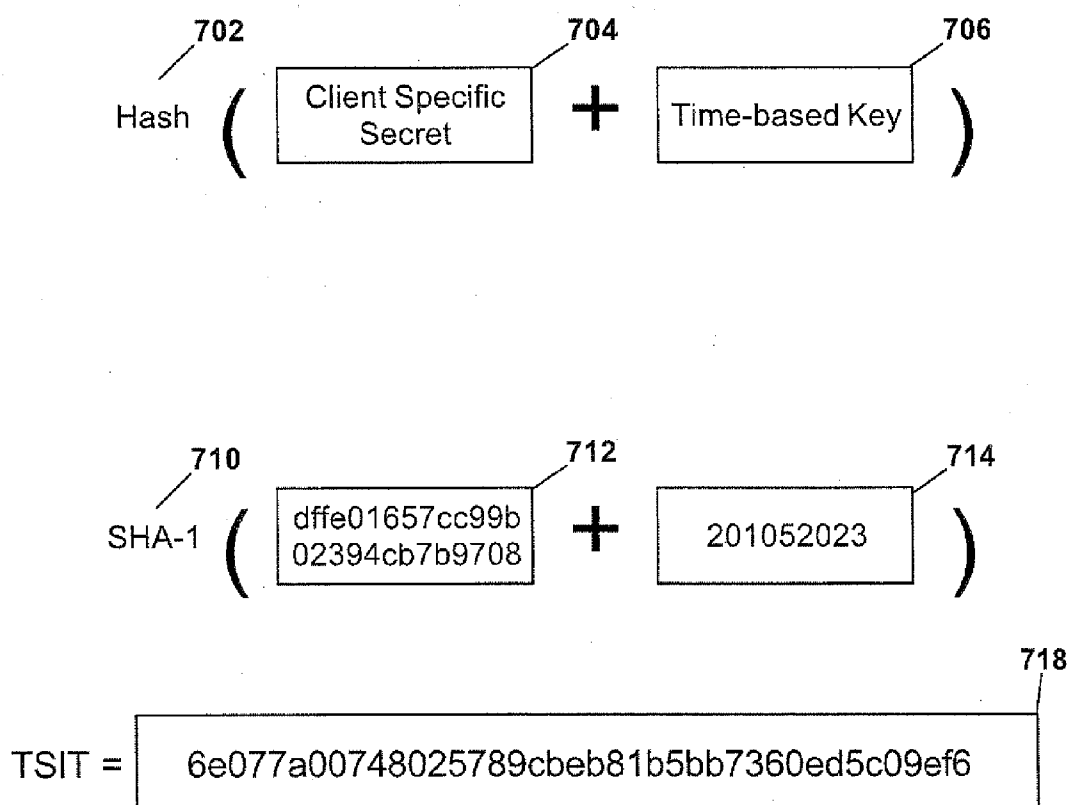 702 704 706
Hash ( Client Specific Secret + Time-based Key )
710 712 714
SHA-1 ( dffe01657cc99b 02394cb7b9708 + 201052023 )
718
TSIT = 6e077a00748025789cbeb81b5bb7360ed5c09ef6